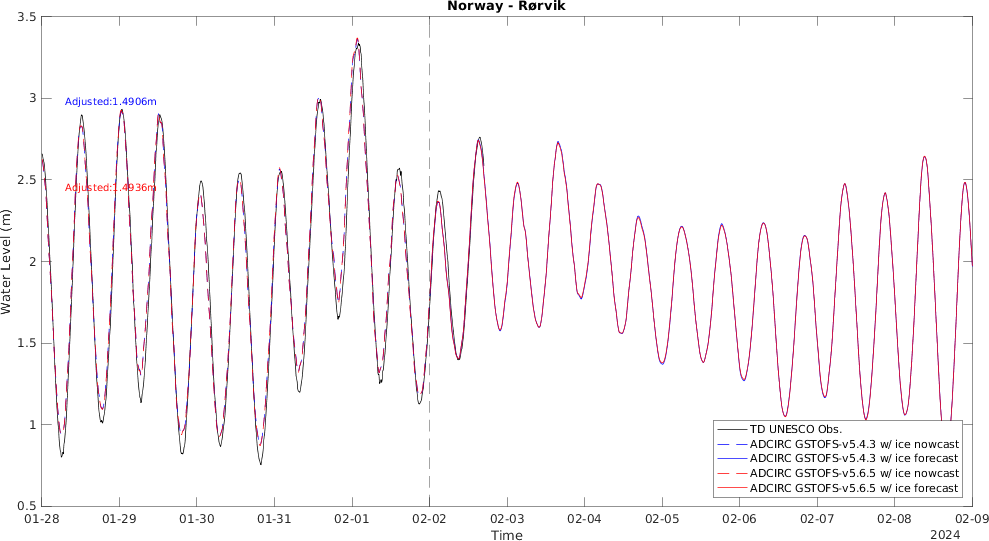 Norway - Rørvik
3.5
3
2.5
2
1.5
1
0.5
Water Level (m)
Adjusted:1.4906m
Adjusted:1.4936m
TD UNESCO Obs.
ADCIRC GSTOFS-v5.4.3 w/ ice nowcast
ADCIRC GSTOFS-v5.4.3 w/ ice forecast
ADCIRC GSTOFS-v5.6.5 w/ ice nowcast
ADCIRC GSTOFS-v5.6.5 w/ ice forecast
01-28 01-29 01-30 01-31 02-01 02-02 02-03 02-04 02-05 02-06 02-07 02-08 02-09
Time
2024